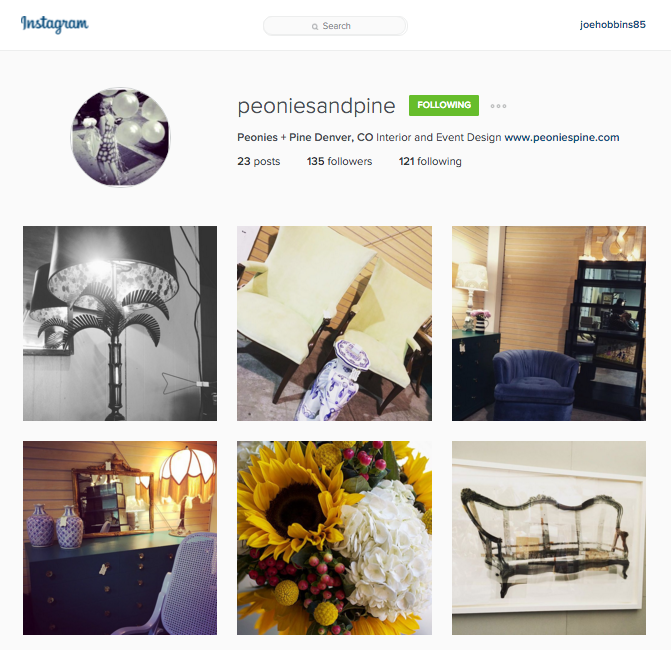 Instagram
Search
joehobbins85
peoniesandpine FOLLOWING
Peonies + Pine Denver, CO Interior and Event Design www.peoniespine.com
23 posts 135 followers 121 following